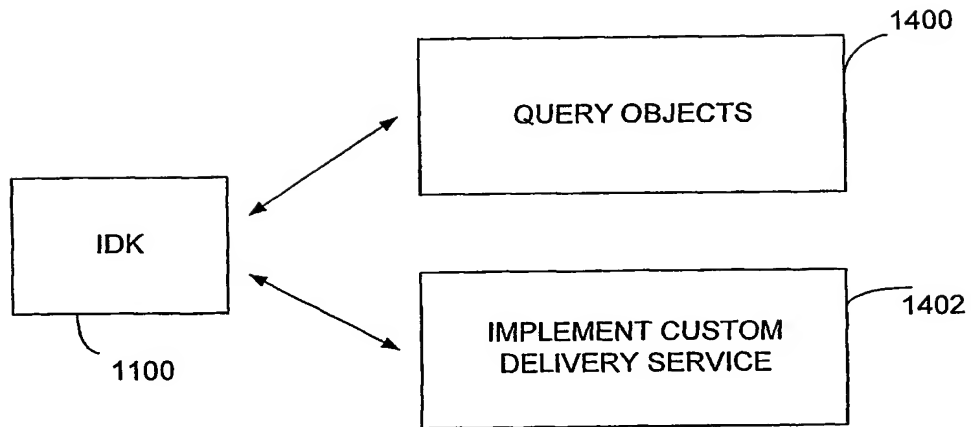 1400
QUERY OBJECTS
IDK
1100
1402
IMPLEMENT CUSTOM
DELIVERY SERVICE